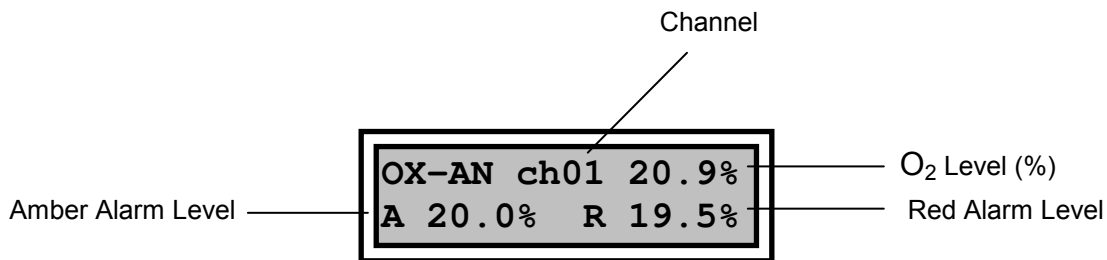 Channel
OX-AN ch01 20.9%
O2 Level (%)
Amber Alarm Level
A 20.0% R 19.5%
Red Alarm Level